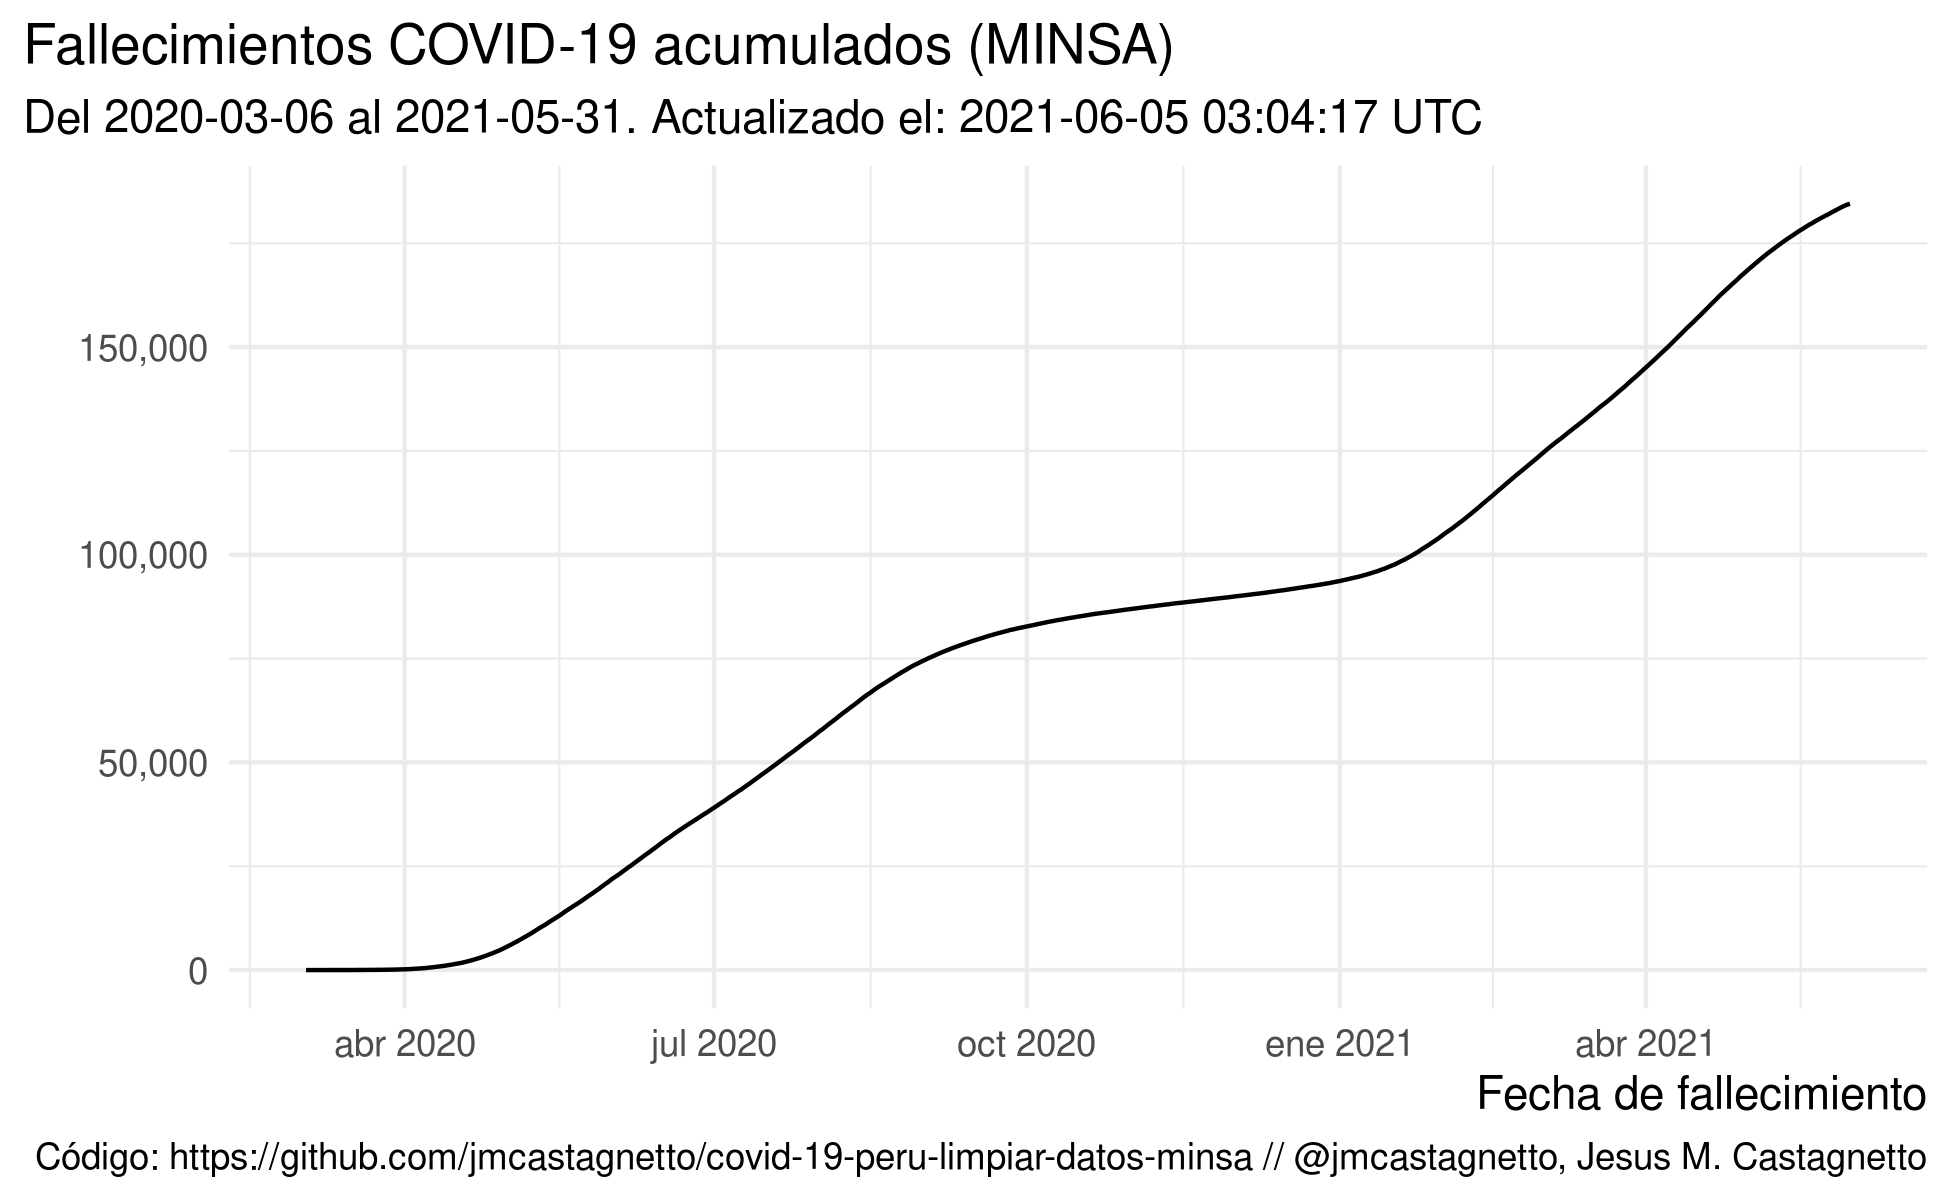 Fallecimientos COVID-19 acumulados (MINSA)
Del 2020-03-06 al 2021-05-31. Actualizado el: 2021-06-05 03:04:17 UTC
150,000
100,000
50,000
0
abr 2020
jul 2020
oct 2020
ene 2021
abr 2021
Fecha de fallecimiento
Código: https://github.com/jmcastagnetto/covid-19-peru-limpiar-datos-minsa // @jmcastagnetto, Jesus M. Castagnetto